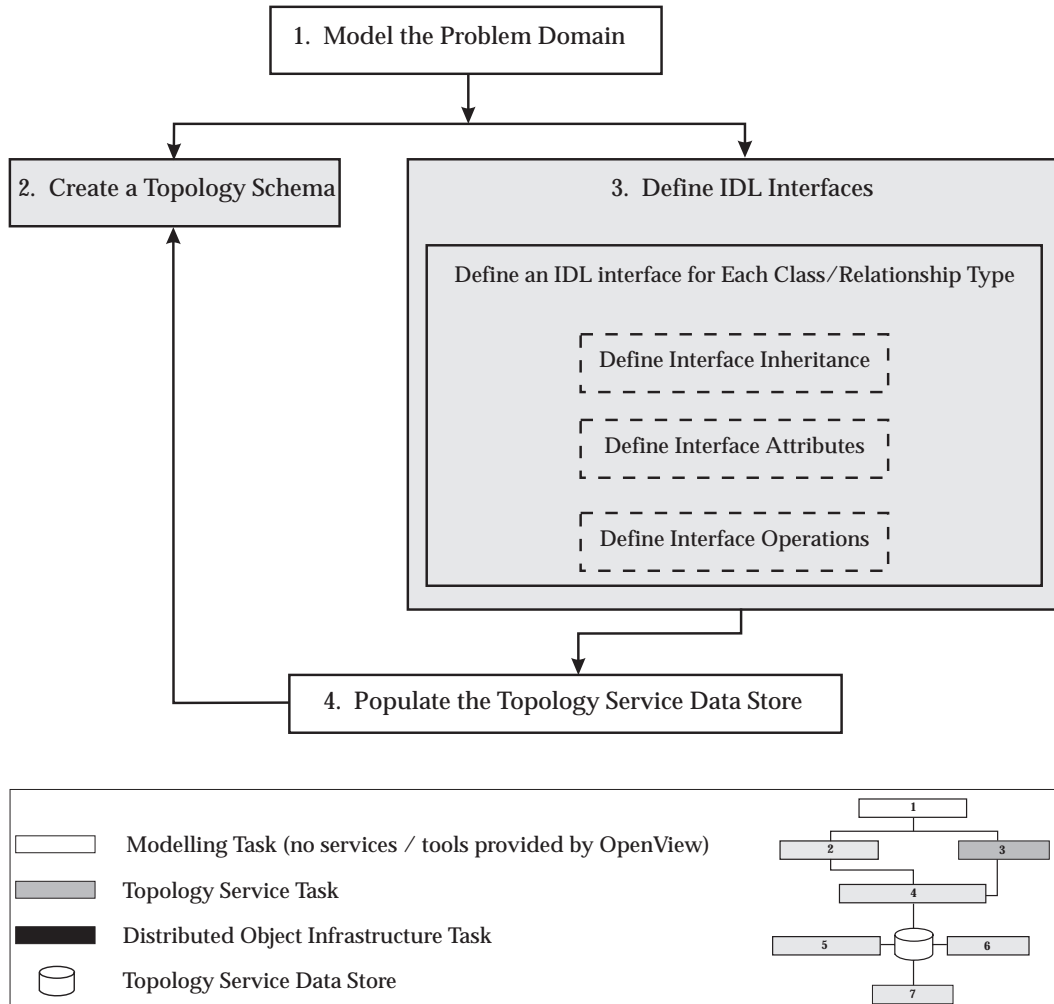 1. Model the Problem Domain
2. Create a Topology Schema
3. Define IDL Interfaces
Define an IDL interface for Each Class/Relationship Type
Define Interface Inheritance
Define Interface Attributes
Define Interface Operations
4. Populate the Topology Service Data Store
Modelling Task (no services / tools provided by OpenView)
Topology Service Task
Distributed Object Infrastructure Task
Topology Service Data Store
1
2
3
4
5
6
7